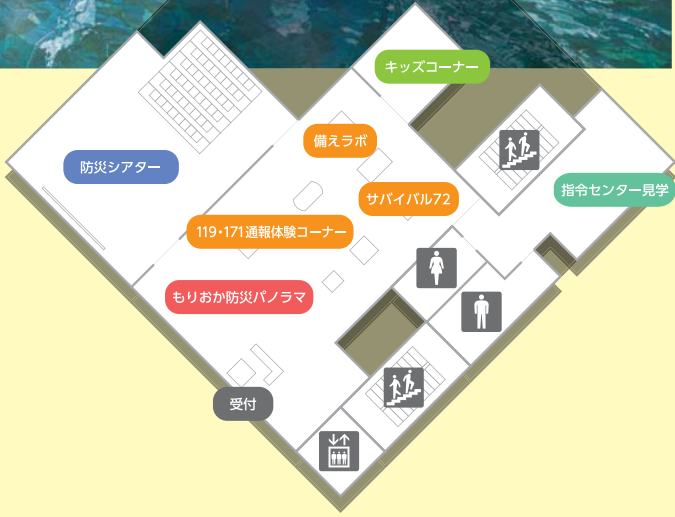 キッズコーナー
備えラボ
防災シアター
サバイバル72
指令センター見学
119・171通報体験コーナー
もりおか防災パノラマ
受付